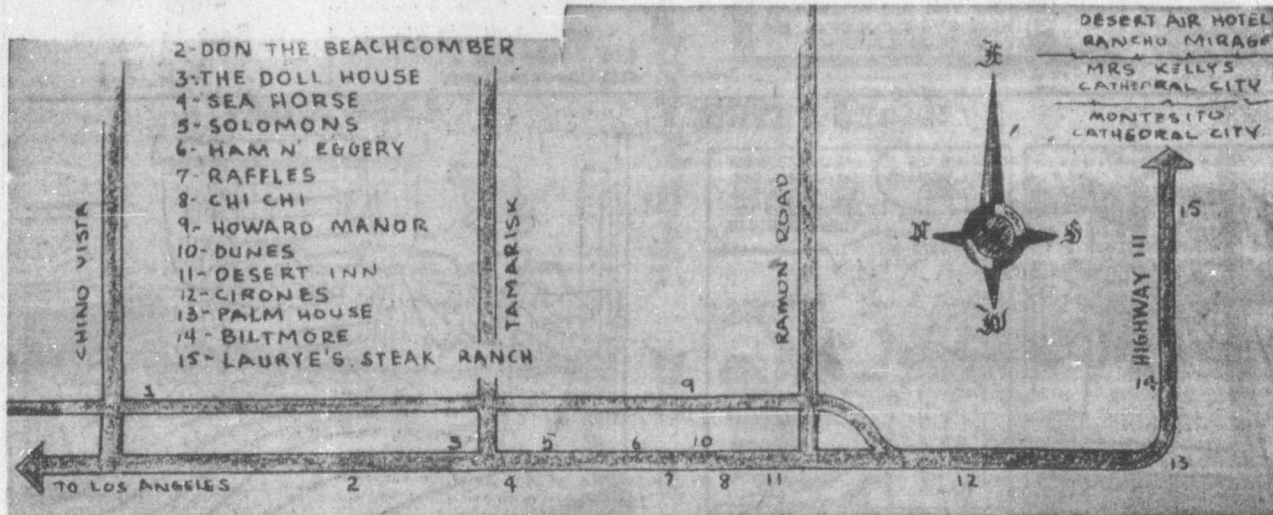 2-DON THE BEACHCOMBER
3-THE DOLL HOUSE
4-SEA HORSE
5-SOLOMONS
6-HAM N' EGGERY
7-RAFFLES
8-CHI CHI
9-HOWARD MANOR
10-DUNES
11-DESERT INN
12-CIRONES
13-PALM HOUSE
14-BILTMORE
15-LAURYE'S. STEAK RANCH
DESERT AIR HOTEL
RANCHO MIRAGE
MRS KELLYS
CATHEDRAL CITY
MONTESITO
CATHEDRAL CITY
E
N
S
W
CHINO VISTA
TAMARISK
RAMON ROAD
HIGHWAY 111
15
14
1
9
3
5
6
10
13
TO LOS ANGELES
2
4
7
8
11
12